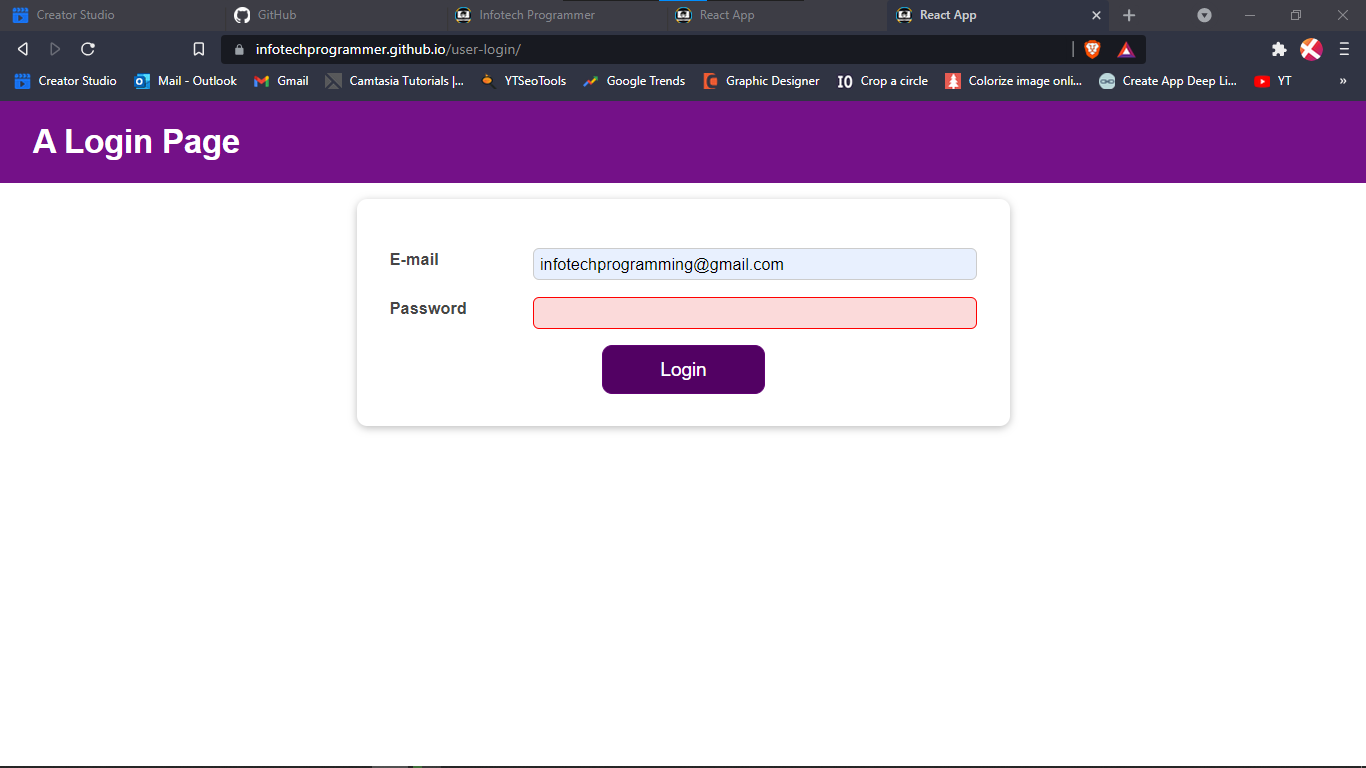 Creator Studio GitHub Infotech Programmer React App React App
infotechprogrammer.github.io/user-login/
Creator Studio Mail - Outlook Gmail Camtasia Tutorials |... YTSeoTools Google Trends Graphic Designer IO Crop a circle Colorize image onli... Create App Deep Li... YT »
A Login Page
E-mail infotechprogramming@gmail.com
Password
Login